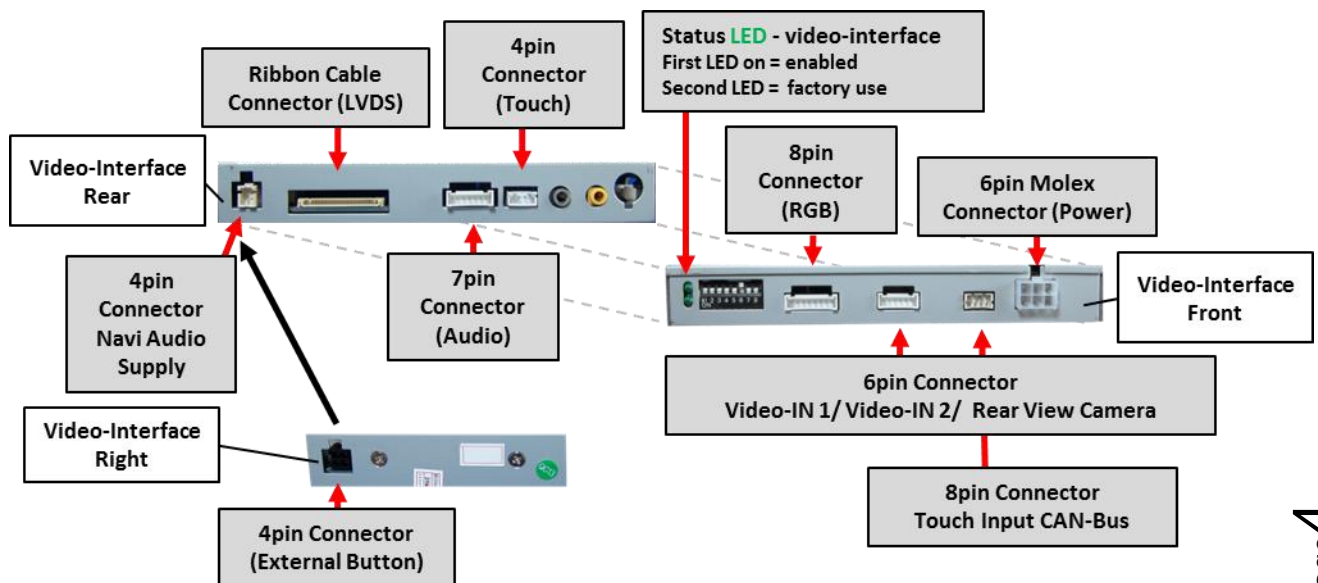 Ribbon Cable
Connector (LVDS)
4pin
Connector
(Touch)
Status LED - video-interface
First LED on = enabled
Second LED = factory use
Video-Interface
Rear
8pin
Connector
(RGB)
6pin Molex
Connector (Power)
4pin
Connector
Navi Audio
Supply
7pin
Connector
(Audio)
Video-Interface
Front
6pin Connector
Video-IN 1/ Video-IN 2/ Rear View Camera
Video-Interface
Right
8pin Connector
Touch Input CAN-Bus
4pin Connector
(External Button)